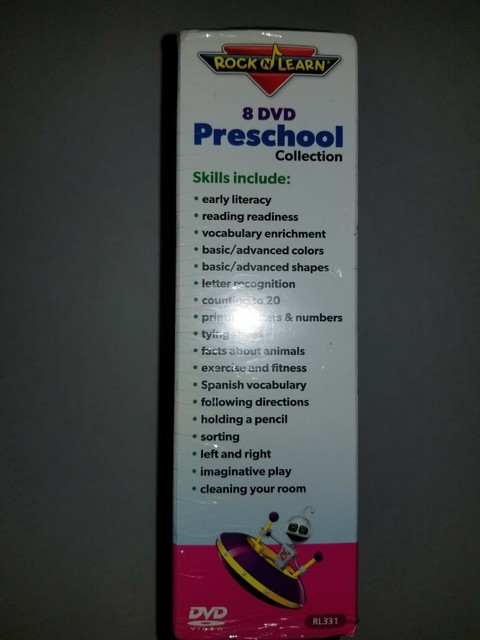 ROCK 'N LEARN
8 DVD
Preschool
Collection
Skills include:
• early literacy
• reading readiness
• vocabulary enrichment
• basic/advanced colors
• basic/advanced shapes
• letter recognition
• counting to 20
• & numbers
• tying
• facts about animals
• exercise and fitness
• Spanish vocabulary
• following directions
• holding a pencil
• sorting
• left and right
• imaginative play
• cleaning your room
DVD
VIDEO
RL331